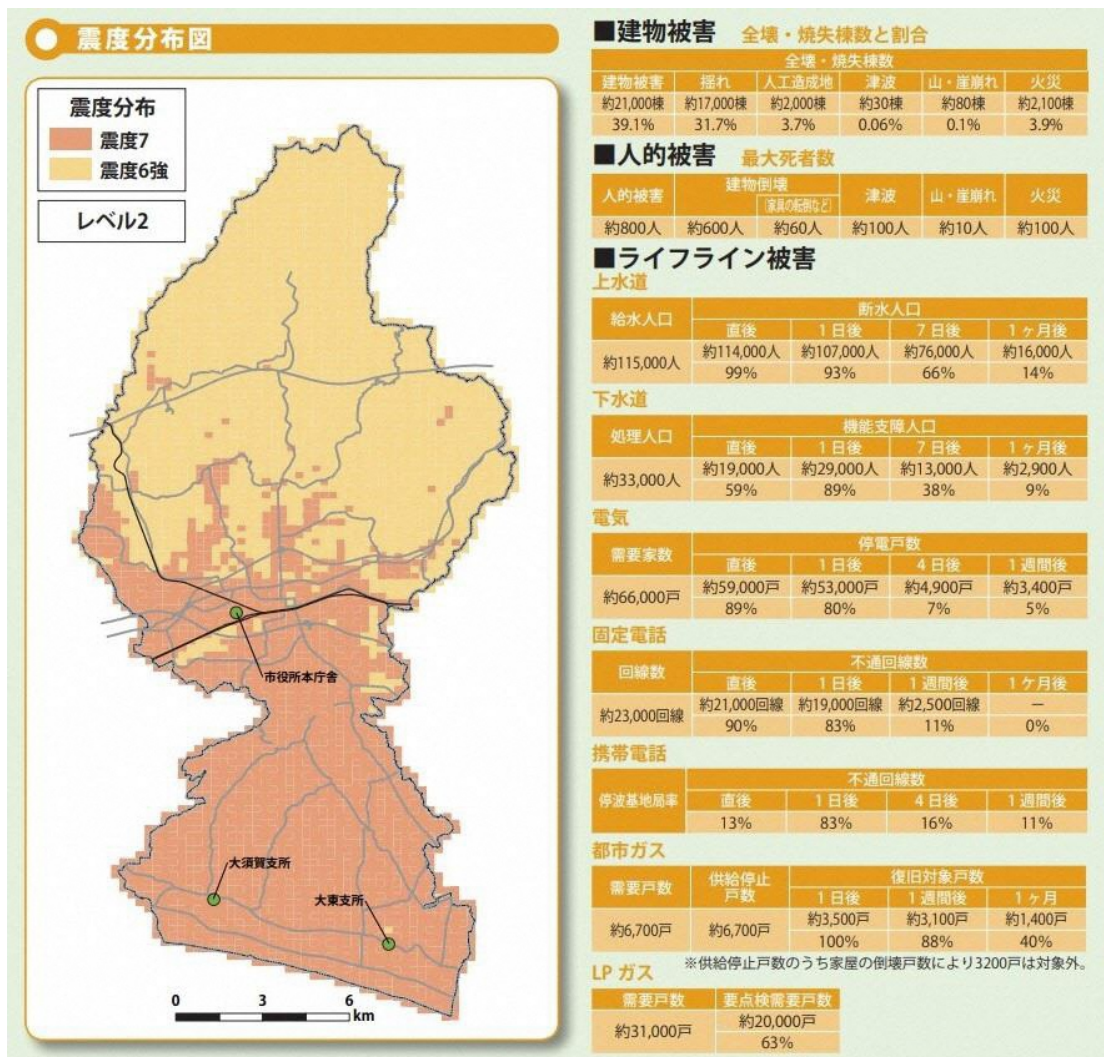 震度分布図
震度分布
震度7
震度6強
レベル2
市役所本庁舎
大須賀支所
大東支所
0 3 6
km
■建物被害 全壊・焼失棟数と割合
全壊・焼失棟数
建物被害 揺れ 人工造成地 津波 山・崖崩れ 火災
約21,000棟 約17,000棟 約2,000棟 約30棟 約80棟 約2,100棟
39.1% 31.7% 3.7% 0.06% 0.1% 3.9%
■人的被害 最大死者数
人的被害 建物倒壊 津波 山・崖崩れ 火災
(家具の転倒など)
約800人 約600人 約60人 約100人 約10人 約100人
■ライフライン被害
上水道
給水人口 断水人口
直後 1日後 7日後 1ヶ月後
約115,000人 約114,000人 約107,000人 約76,000人 約16,000人
99% 93% 66% 14%
下水道
処理人口 機能支障人口
直後 1日後 7日後 1ヶ月後
約33,000人 約19,000人 約29,000人 約13,000人 約2,900人
59% 89% 38% 9%
電気
需要家数 停電戸数
直後 1日後 4日後 1週間後
約66,000戸 約59,000戸 約53,000戸 約4,900戸 約3,400戸
89% 80% 7% 5%
固定電話
回線数 不通回線数
直後 1日後 1週間後 1ケ月後
約23,000回線 約21,000回線 約19,000回線 約2,500回線 －
90% 83% 11% 0%
携帯電話
停波基地局率 不通回線数
直後 1日後 4日後 1週間後
13% 83% 16% 11%
都市ガス
需要戸数 供給停止戸数 復旧対象戸数
1日後 1週間後 1ヶ月
約6,700戸 約6,700戸 約3,500戸 約3,100戸 約1,400戸
100% 88% 40%
※供給停止戸数のうち家屋の倒壊戸数により3200戸は対象外。
LPガス
需要戸数 要点検需要戸数
約31,000戸 約20,000戸
63%